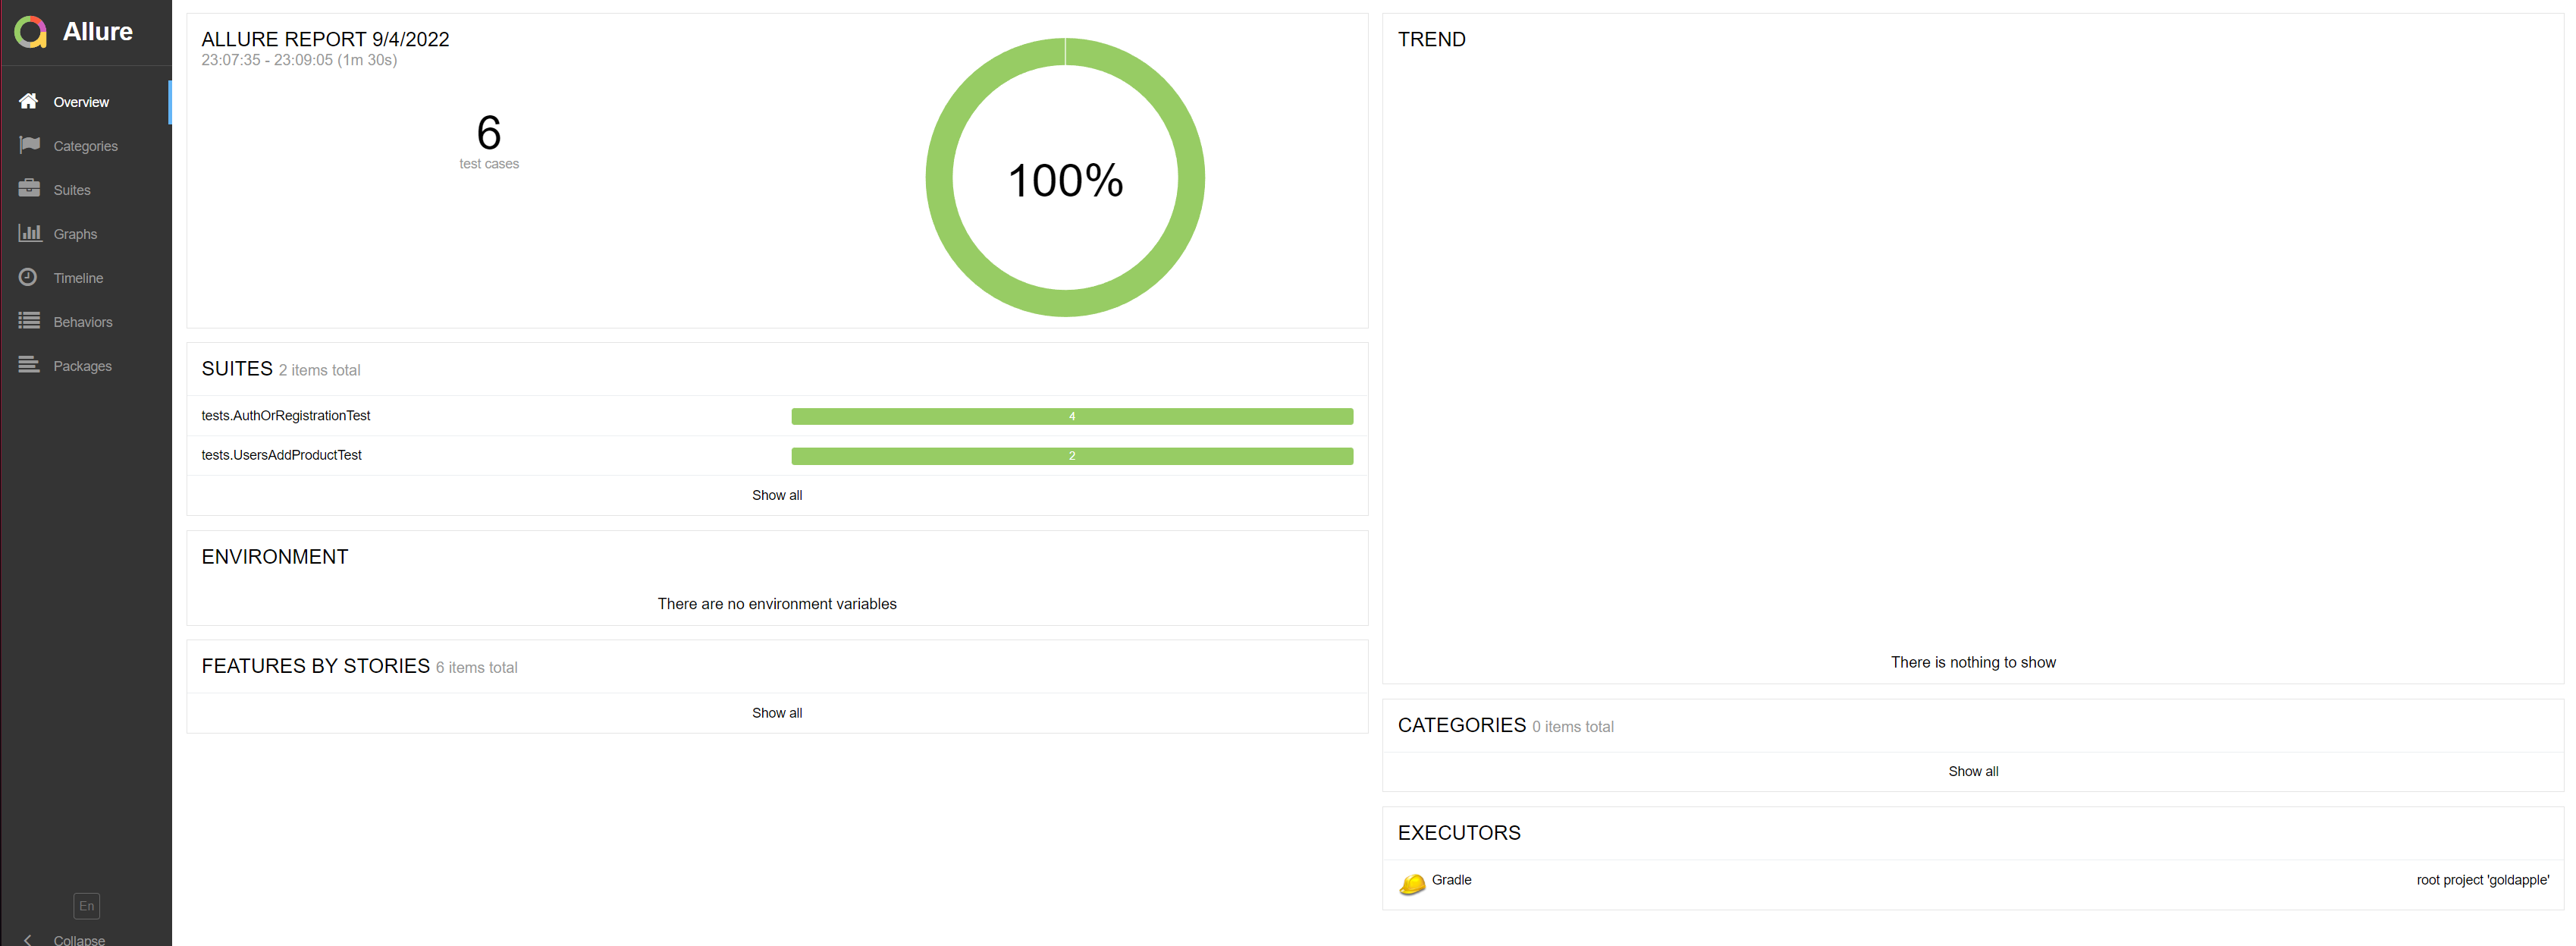 Allure
Overview
Categories
Suites
Graphs
Timeline
Behaviors
Packages
En
Collapse
ALLURE REPORT 9/4/2022
23:07:35 - 23:09:05 (1m 30s)
6
test cases
100%
SUITES 2 items total
tests.AuthOrRegistrationTest 4
tests.UsersAddProductTest 2
Show all
ENVIRONMENT
There are no environment variables
FEATURES BY STORIES 6 items total
Show all
TREND
There is nothing to show
CATEGORIES 0 items total
Show all
EXECUTORS
Gradle root project 'goldapple'